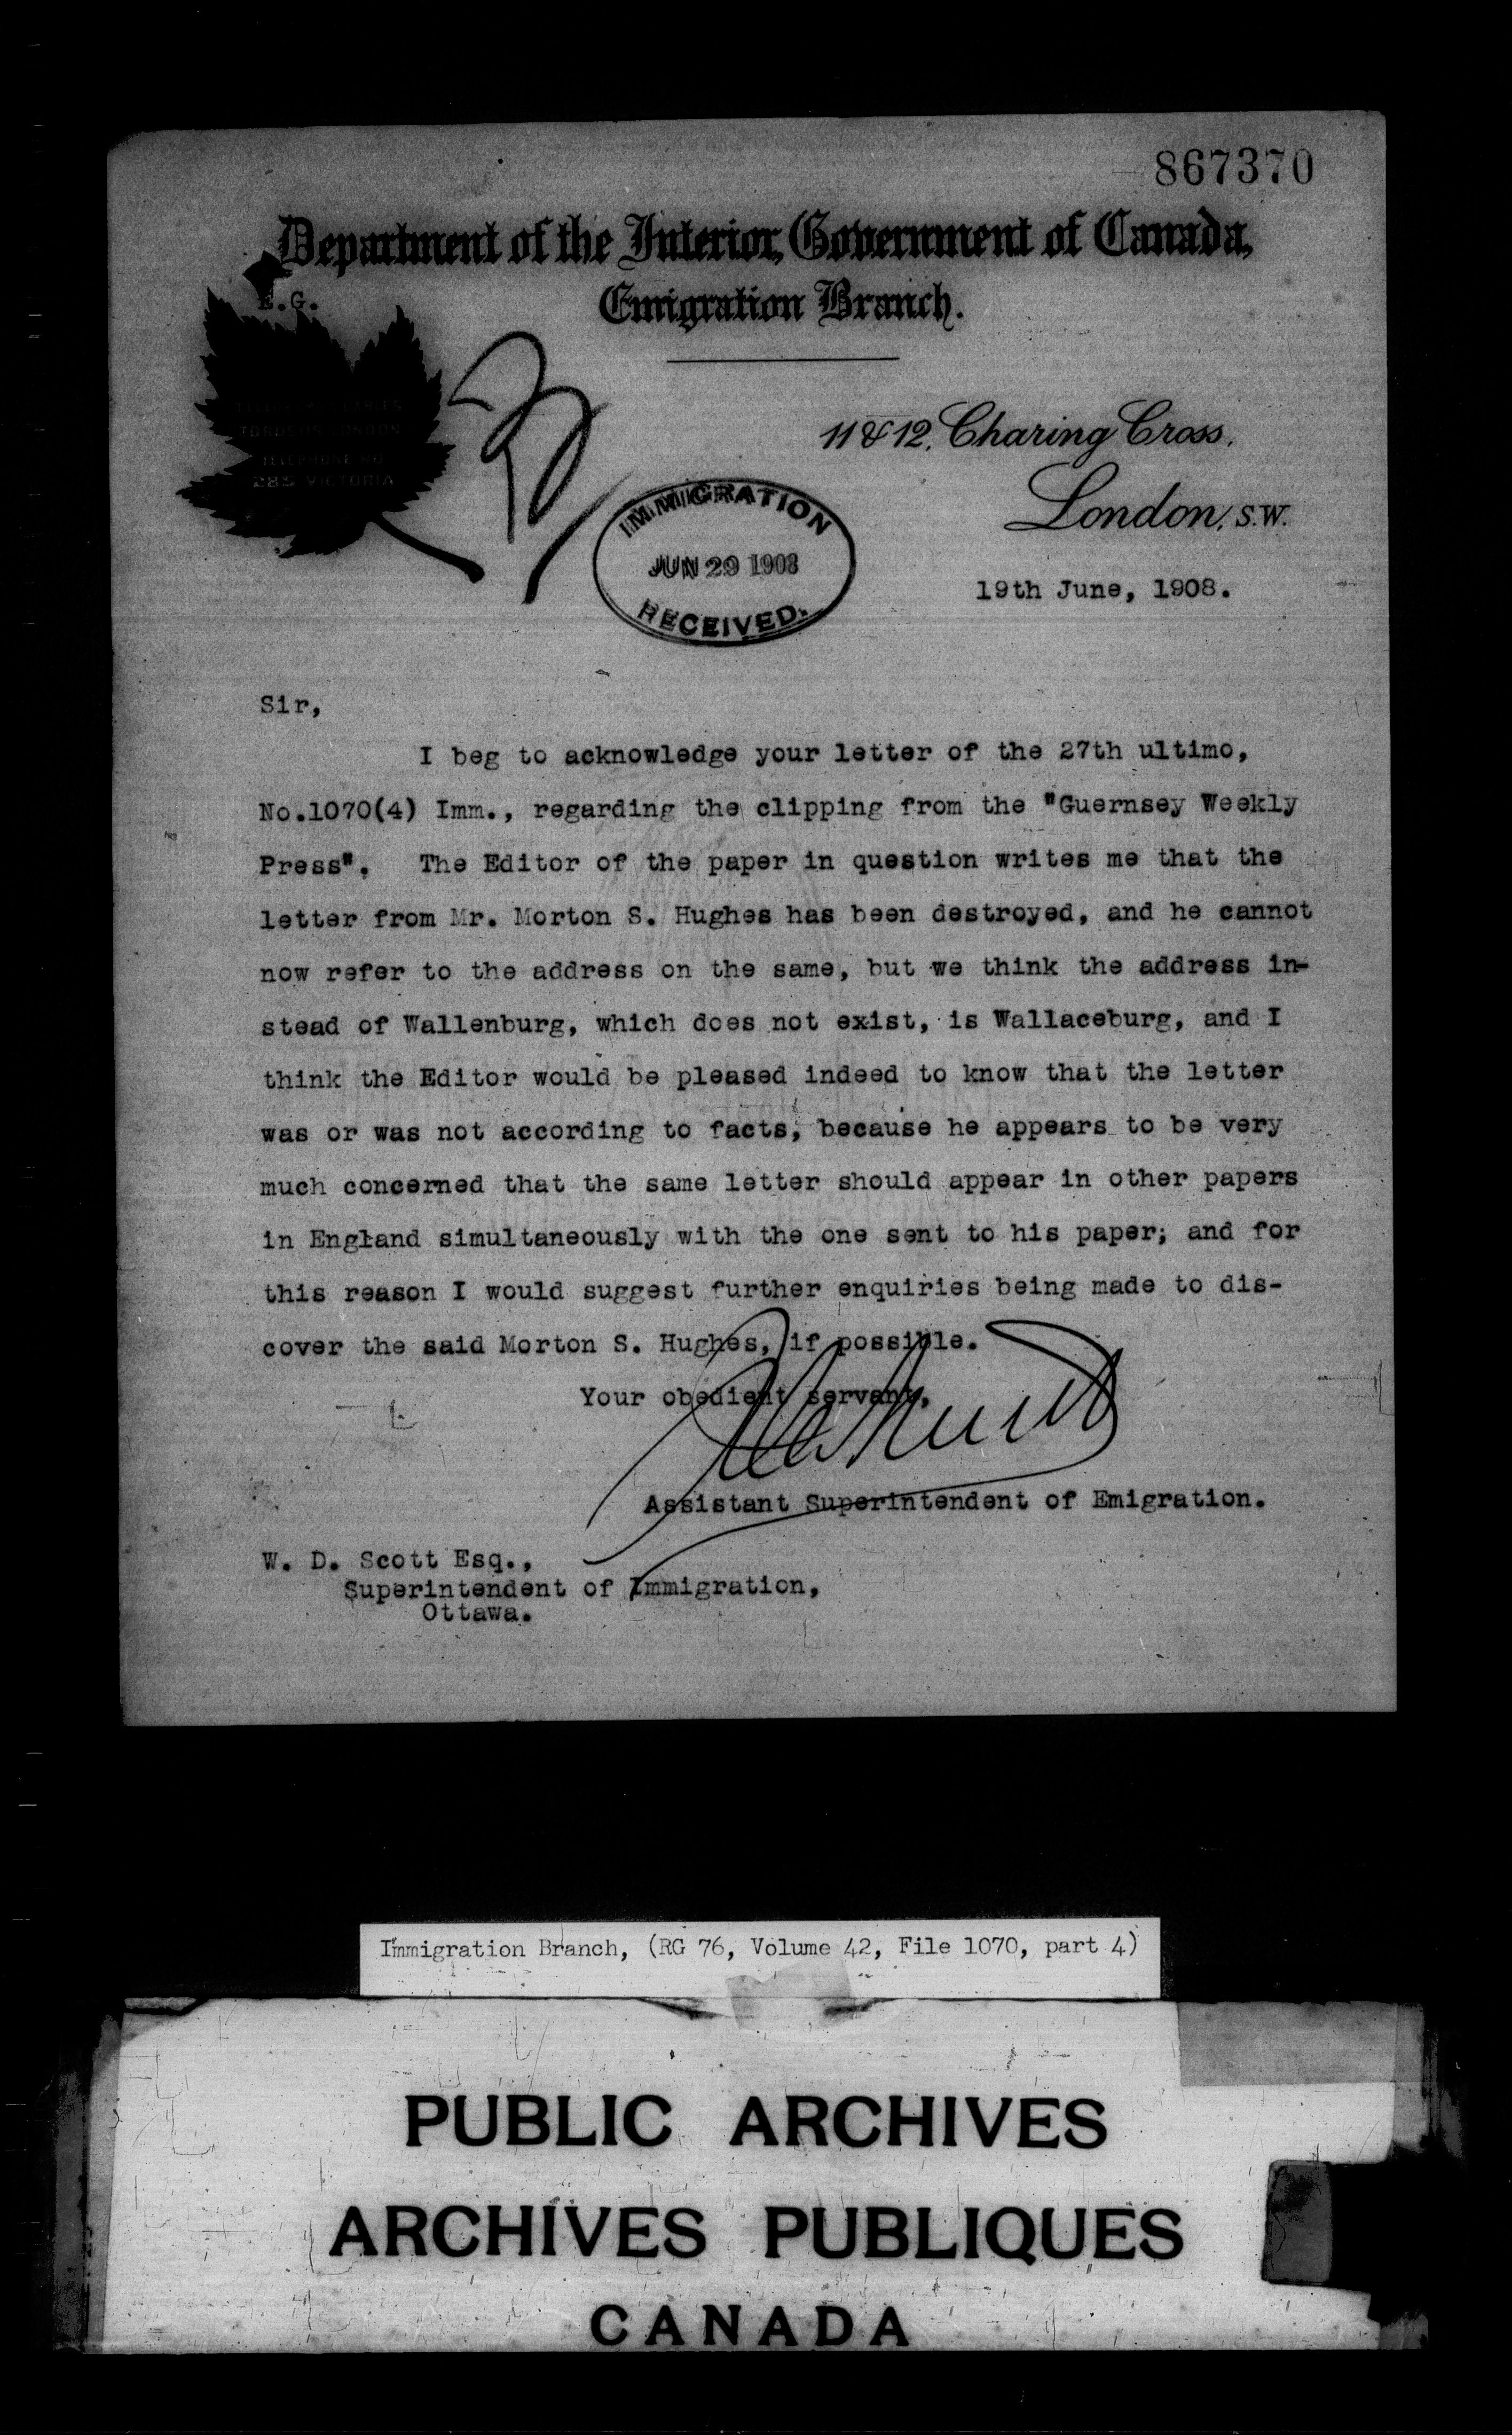 867370
Department of the Interior, Government of Canada,
Emigration Branch.
E.G.
TORONOS LONDON
TELEPHONE NO
285 VICTORIA
11 & 12, Charing Cross,
London, S.W.
IMMIGRATION
JUN 29 1908
RECEIVED.
19th June, 1908.
Sir,
I beg to acknowledge your letter of the 27th ultimo,
No.1070(4) Imm., regarding the clipping from the "Guernsey Weekly
Press". The Editor of the paper in question writes me that the
letter from Mr. Morton S. Hughes has been destroyed, and he cannot
now refer to the address on the same, but we think the address in-
stead of Wallenburg, which does not exist, is Wallaceburg, and I
think the Editor would be pleased indeed to know that the letter
was or was not according to facts, because he appears to be very
much concerned that the same letter should appear in other papers
in England simultaneously with the one sent to his paper; and for
this reason I would suggest further enquiries being made to dis-
cover the said Morton S. Hughes, if possible.
Your obedient servant,
Assistant Superintendent of Emigration.
W. D. Scott Esq.,
Superintendent of Immigration,
Ottawa.
Immigration Branch, (RG 76, Volume 42, File 1070, part 4)
PUBLIC ARCHIVES
ARCHIVES PUBLIQUES
CANADA